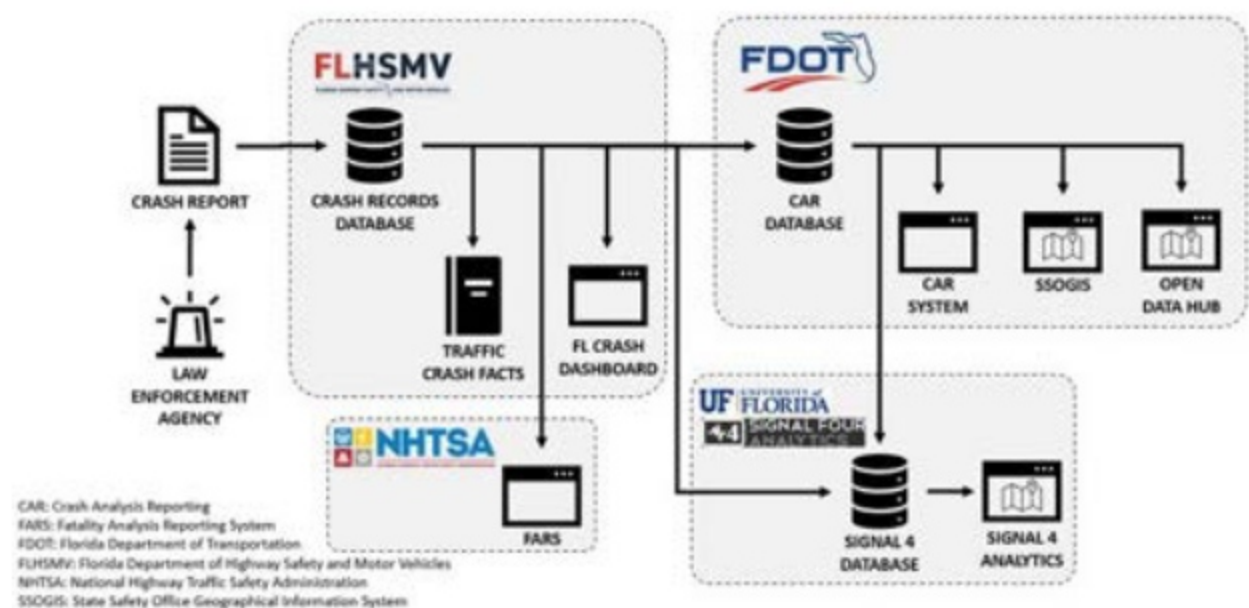 FLHSMV
FDOT
CRASH REPORT
CRASH RECORDS
DATABASE
CAR
DATABASE
CAR
SYSTEM
SSOGIS
OPEN
DATA HUB
TRAFFIC
CRASH FACTS
FL CRASH
DASHBOARD
LAW
ENFORCEMENT
AGENCY
UF UNIVERSITY of
FLORIDA
SIGNAL FOUR
ANALYTICS
NHTSA
FARS
SIGNAL 4
DATABASE
SIGNAL 4
ANALYTICS
CAR: Crash Analysis Reporting
FARS: Fatality Analysis Reporting System
FDOT: Florida Department of Transportation
FLHSMV: Florida Department of Highway Safety and Motor Vehicles
NHTSA: National Highway Traffic Safety Administration
SSOGIS: State Safety Office Geographical Information System